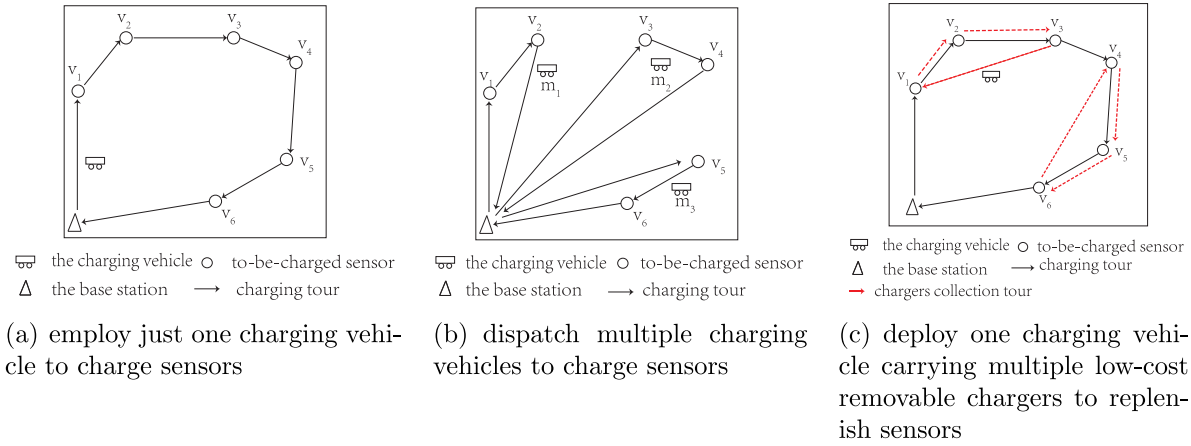 v1
v2
v3
v4
v5
v6
the charging vehicle
to-be-charged sensor
the base station
charging tour
(a) employ just one charging vehi-
cle to charge sensors
v1
v2
m1
v3
m2
v4
v5
m3
v6
the charging vehicle
to-be-charged sensor
the base station
charging tour
(b) dispatch multiple charging
vehicles to charge sensors
v1
v2
v3
v4
v5
v6
the charging vehicle
to-be-charged sensor
the base station
charging tour
chargers collection tour
(c) deploy one charging vehi-
cle carrying multiple low-cost
removable chargers to replen-
ish sensors